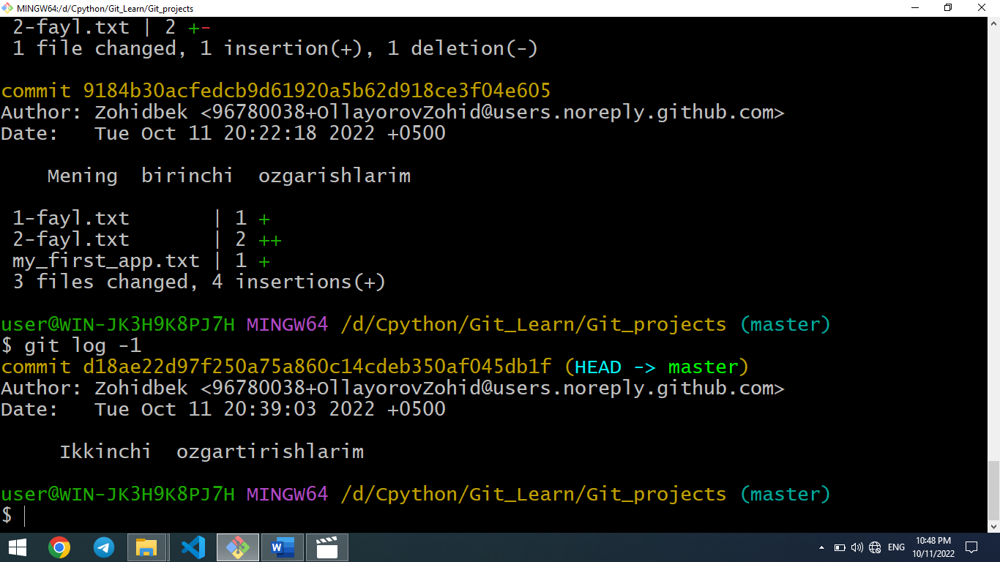 MINGW64:/d/Cpython/Git_Learn/Git_projects
2-fayl.txt | 2 +-
1 file changed, 1 insertion(+), 1 deletion(-)
commit 9184b30acfedcb9d61920a5b62d918ce3f04e605
Author: Zohidbek <96780038+OllayorovZohid@users.noreply.github.com>
Date:   Tue Oct 11 20:22:18 2022 +0500
Mening  birinchi  ozgarishlarim
1-fayl.txt       | 1 +
2-fayl.txt       | 2 ++
my_first_app.txt | 1 +
3 files changed, 4 insertions(+)
user@WIN-JK3H9K8PJ7H MINGW64 /d/Cpython/Git_Learn/Git_projects (master)
$ git log -1
commit d18ae22d97f250a75a860c14cdeb350af045db1f (HEAD -> master)
Author: Zohidbek <96780038+OllayorovZohid@users.noreply.github.com>
Date:   Tue Oct 11 20:39:03 2022 +0500
Ikkinchi  ozgartirishlarim
user@WIN-JK3H9K8PJ7H MINGW64 /d/Cpython/Git_Learn/Git_projects (master)
$
ENG
10:48 PM
10/11/2022